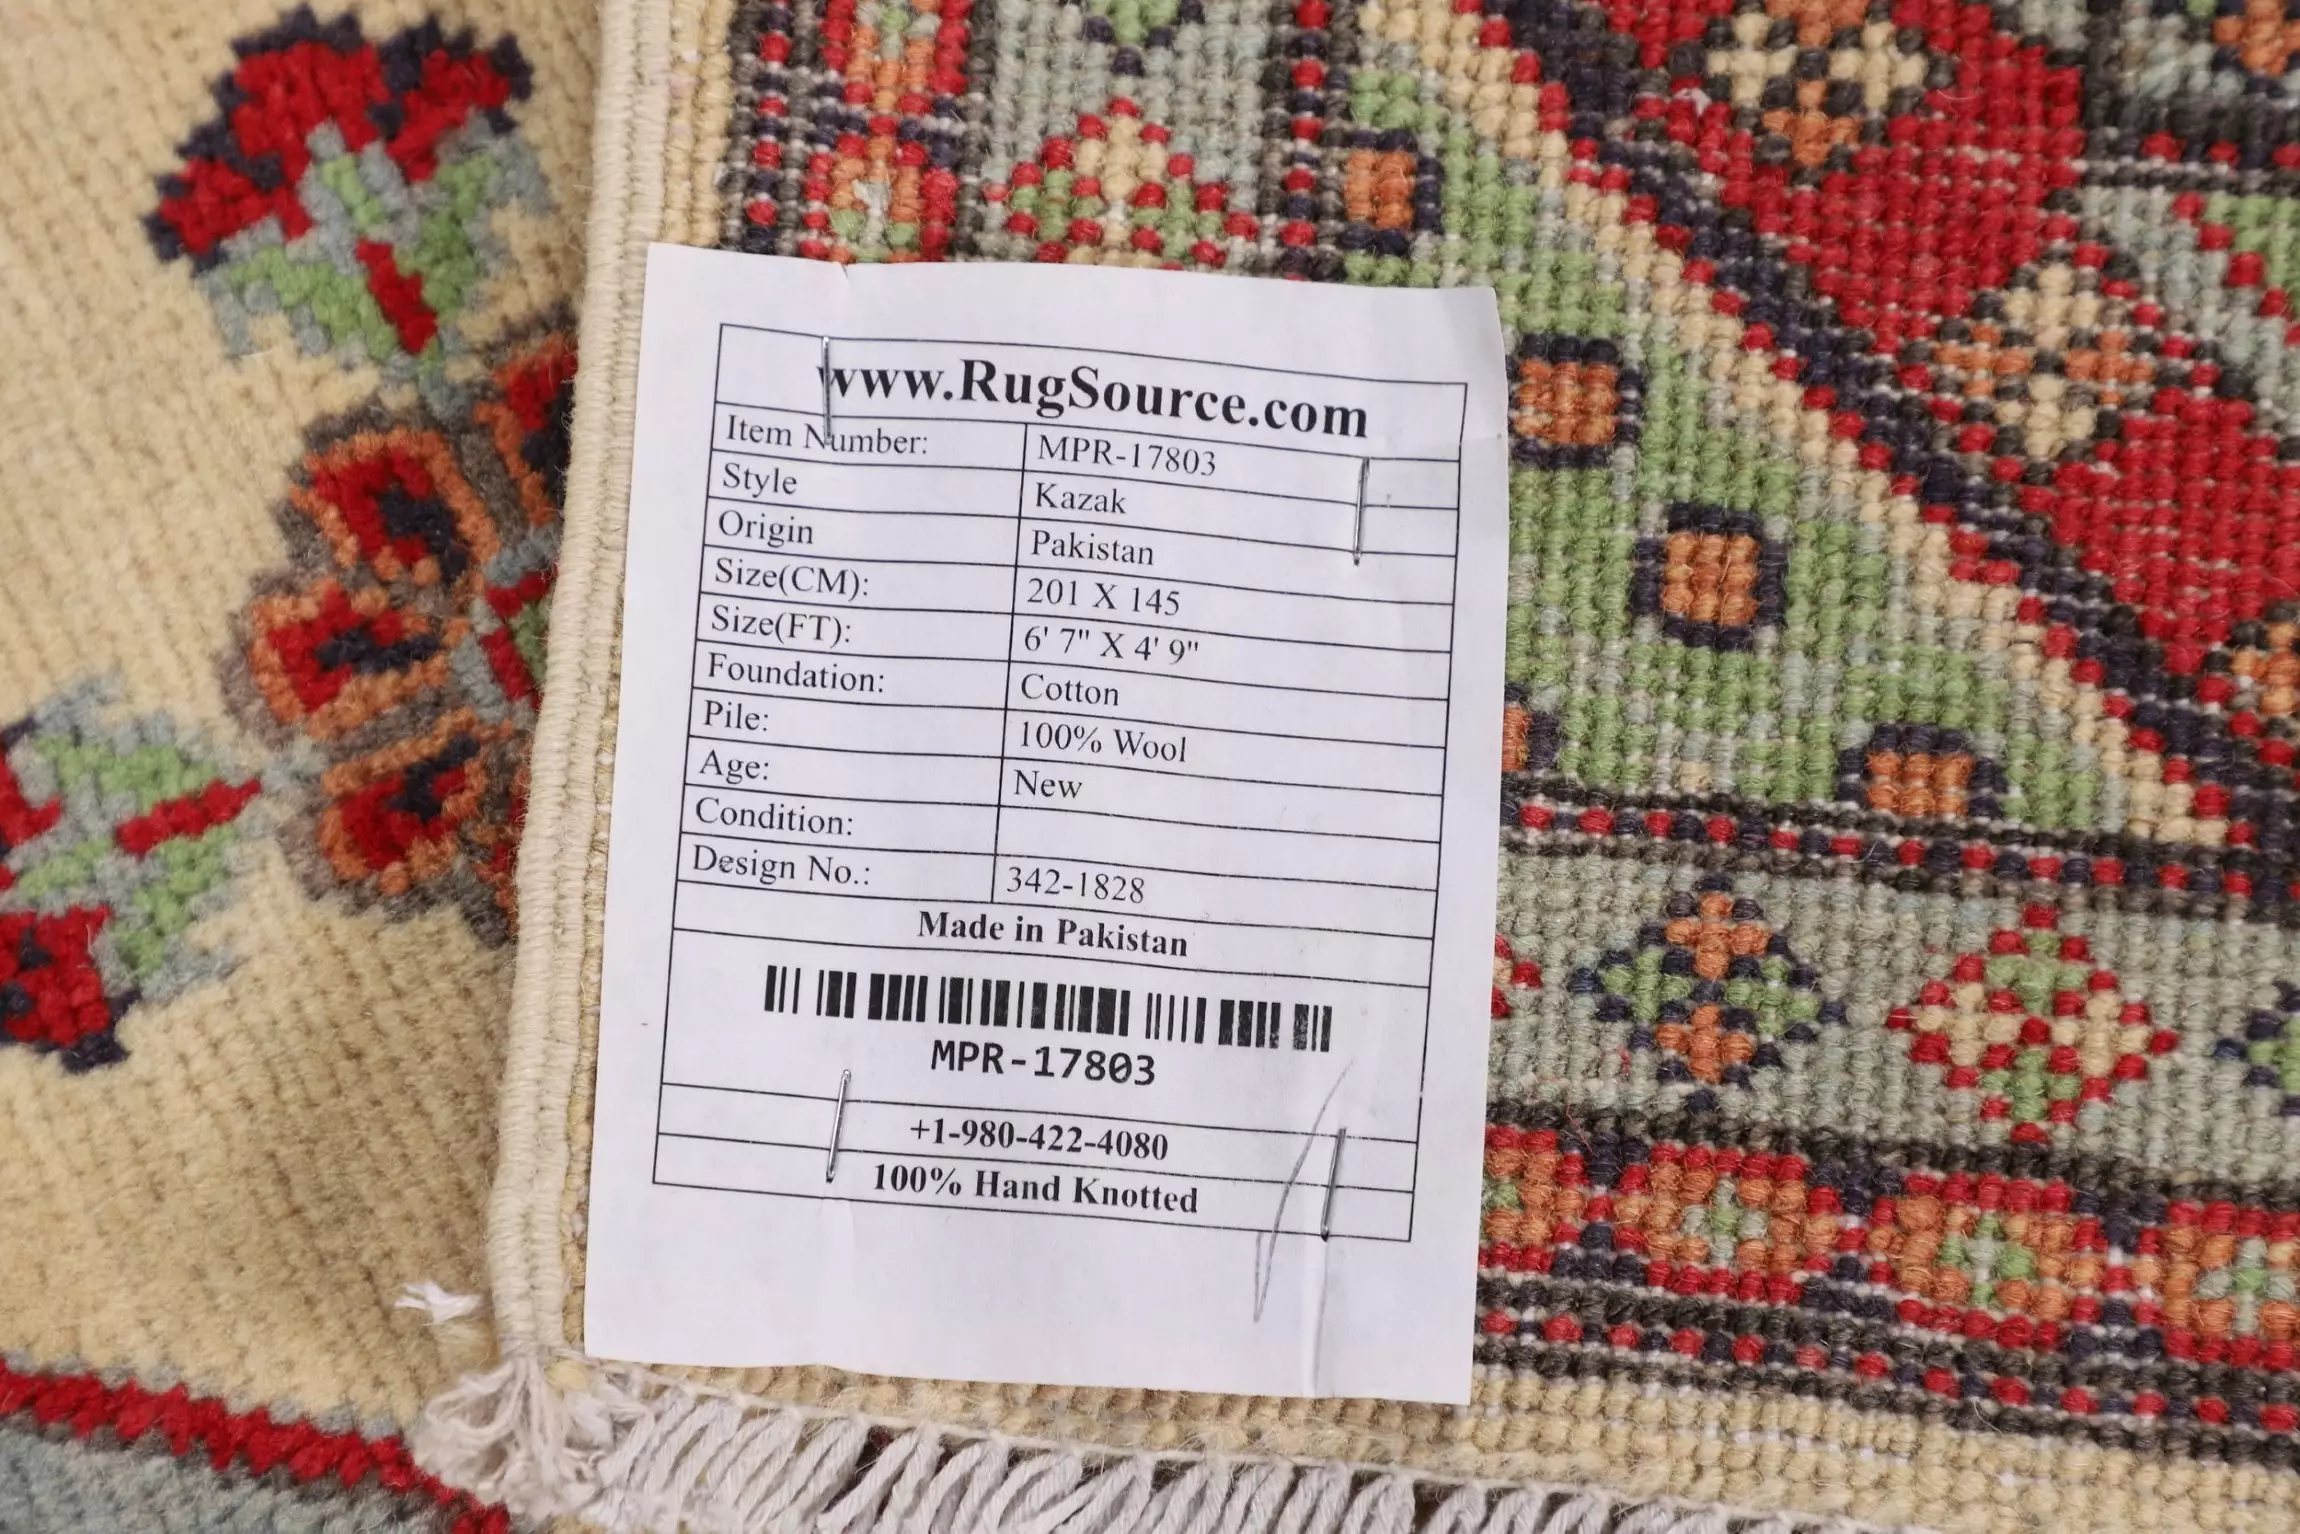 www.RugSource.com
Item Number: MPR-17803
Style Kazak
Origin Pakistan
Size(CM): 201 X 145
Size(FT): 6' 7" X 4' 9"
Foundation: Cotton
Pile: 100% Wool
Age: New
Condition:
Design No.: 342-1828
Made in Pakistan
MPR-17803
+1-980-422-4080
100% Hand Knotted